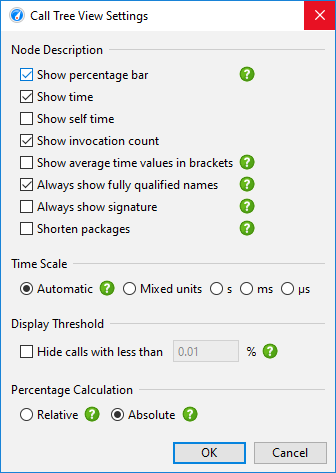 Call Tree View Settings
Node Description
Show percentage bar
Show time
Show self time
Show invocation count
Show average time values in brackets
Always show fully qualified names
Always show signature
Shorten packages
Time Scale
Automatic Mixed units s ms µs
Display Threshold
Hide calls with less than 0.01 %
Percentage Calculation
Relative Absolute
OK Cancel